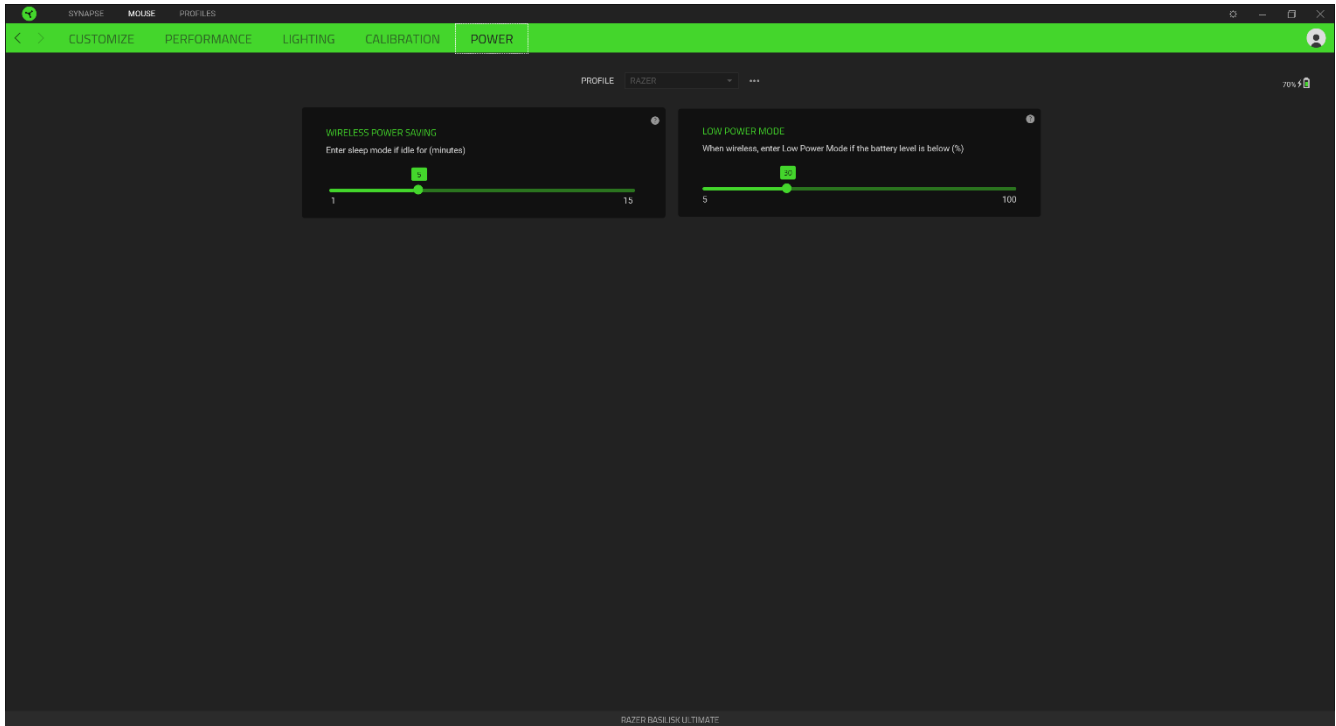 SYNAPSE MOUSE PROFILES
CUSTOMIZE PERFORMANCE LIGHTING CALIBRATION POWER
PROFILE RAZER
70%
WIRELESS POWER SAVING
Enter sleep mode if idle for (minutes)
5
1 15
LOW POWER MODE
When wireless, enter Low Power Mode if the battery level is below (%)
30
5 100
RAZER BASILISK ULTIMATE